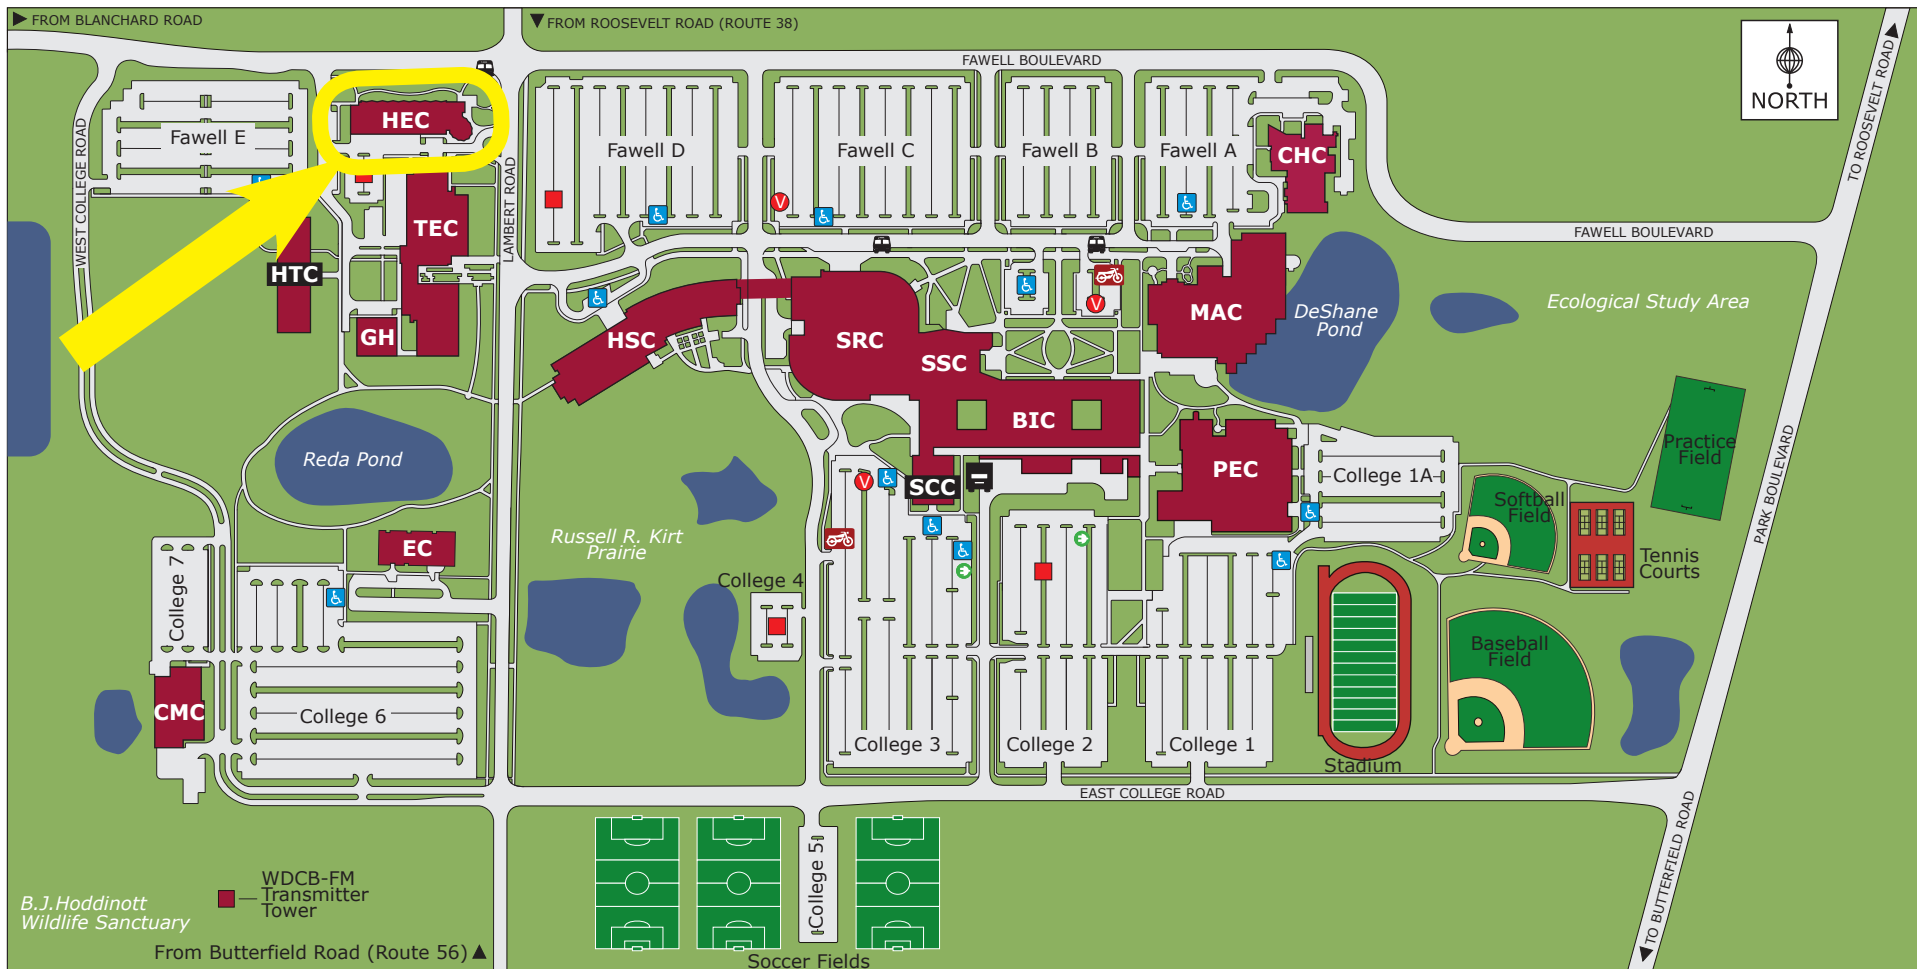 FROM BLANCHARD ROAD
FROM ROOSEVELT ROAD (ROUTE 38)
FAWELL BOULEVARD
NORTH
TO ROOSEVELT ROAD
WEST COLLEGE ROAD
Fawell E
HEC
LAMBERT ROAD
Fawell D
Fawell C
Fawell B
Fawell A
CHC
V
TEC
FAWELL BOULEVARD
HTC
V
GH
HSC
SRC
SSC
MAC
DeShane
Pond
Ecological Study Area
BIC
Reda Pond
PEC
College 1A
Practice
Field
PARK BOULEVARD
V
SCC
Softball
Field
EC
Russell R. Kirt
Prairie
Tennis
Courts
College 7
College 4
Baseball
Field
CMC
College 6
College 3
College 2
College 1
Stadium
EAST COLLEGE ROAD
TO BUTTERFIELD ROAD
College 5
WDCB-FM
Transmitter
Tower
B.J.Hoddinott
Wildlife Sanctuary
From Butterfield Road (Route 56)
Soccer Fields